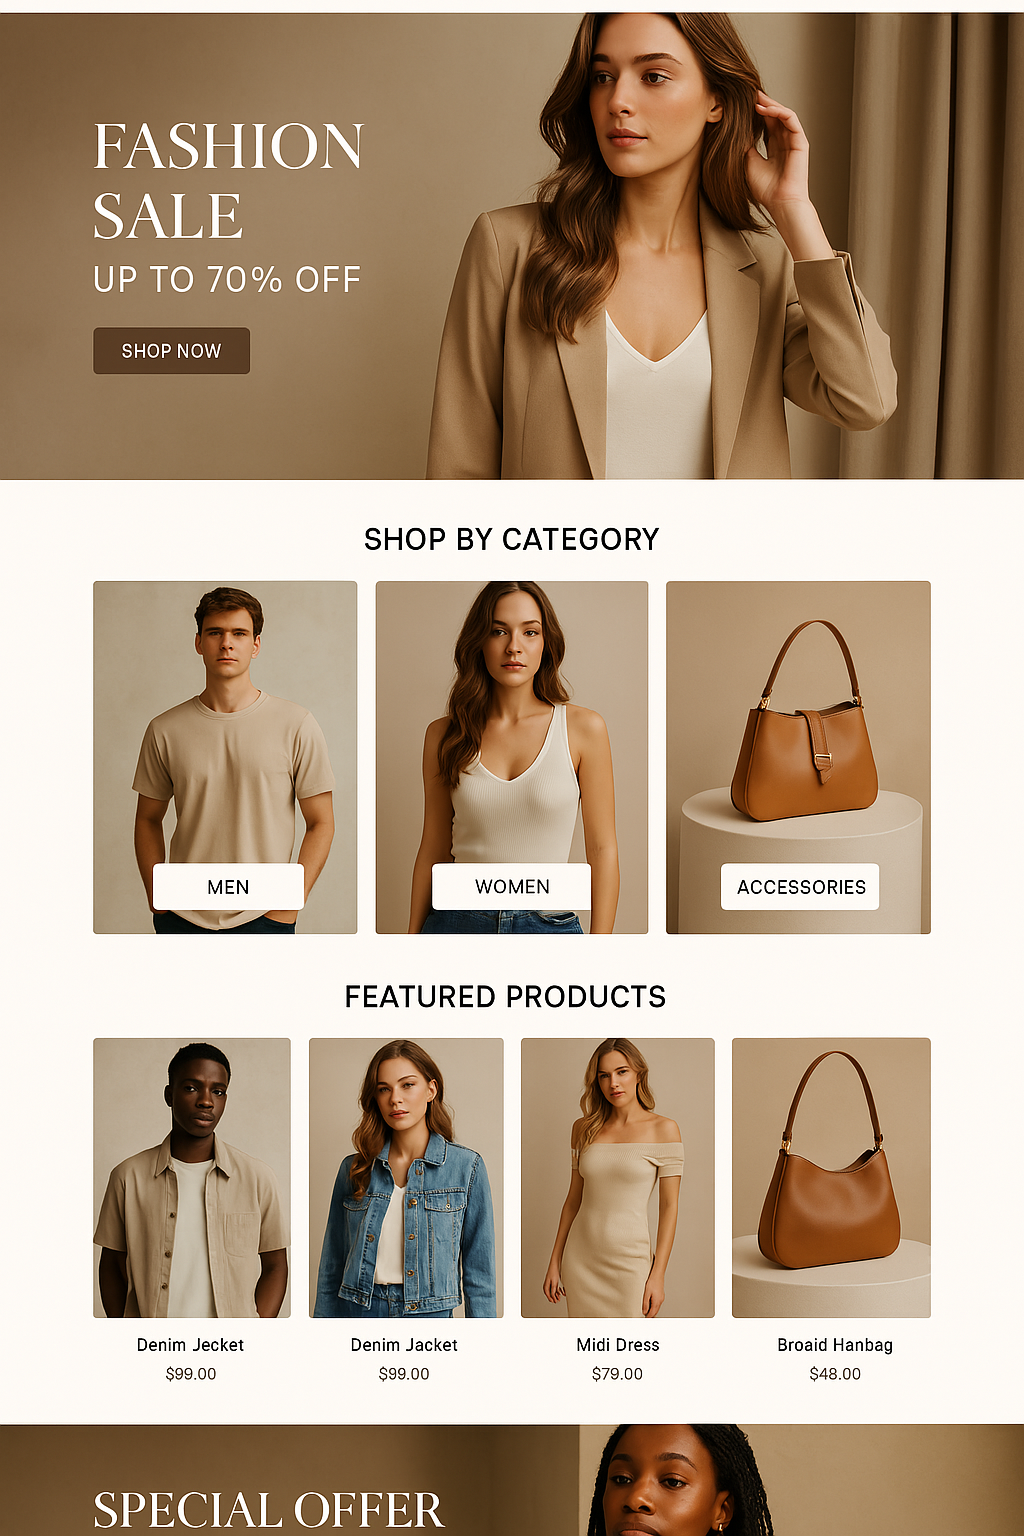 FASHION
SALE
UP TO 70% OFF
SHOP NOW
SHOP BY CATEGORY
MEN
WOMEN
ACCESSORIES
FEATURED PRODUCTS
Denim Jecket
$99.00
Denim Jacket
$99.00
Midi Dress
$79.00
Broaid Hanbag
$48.00
SPECIAL OFFER